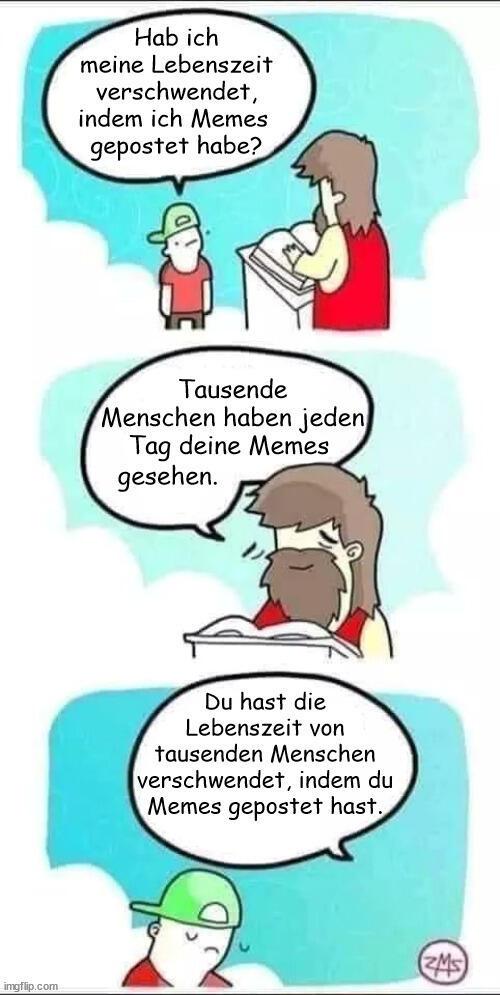 Hab ich
meine Lebenszeit
verschwendet,
indem ich Memes
gepostet habe?
Tausende
Menschen haben jeden
Tag deine Memes
gesehen.
Du hast die
Lebenszeit von
tausenden Menschen
verschwendet, indem du
Memes gepostet hast.
ZMS
imgflip.com